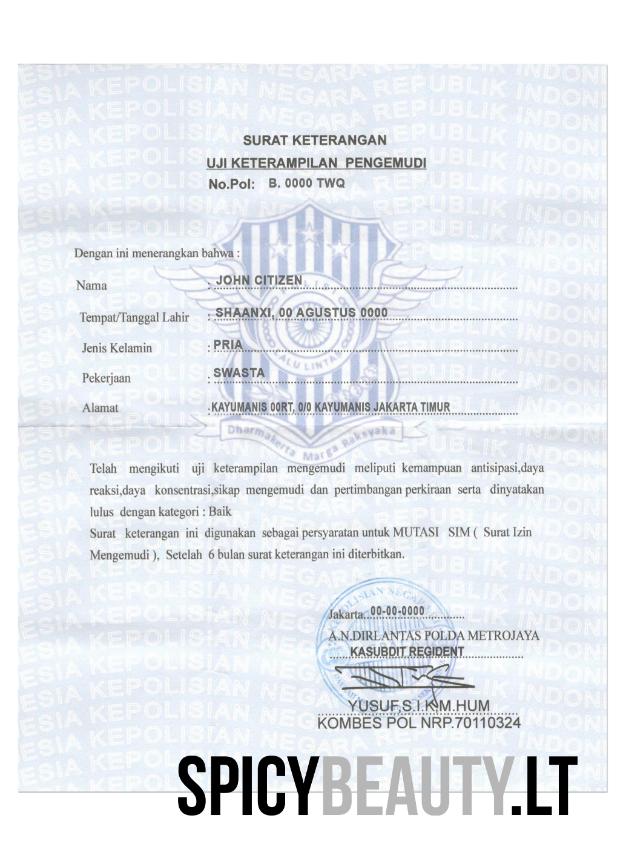 SURAT KETERANGAN
UJI KETERAMPILAN PENGEMUDI
No.Pol: B. 0000 TWQ
Dengan ini menerangkan bahwa :
Nama : JOHN CITIZEN
Tempat/Tanggal Lahir : SHAANXI, 00 AGUSTUS 0000
Jenis Kelamin : PRIA
Pekerjaan : SWASTA
Alamat : KAYUMANIS 00RT, 0/0 KAYUMANIS JAKARTA TIMUR
LALU LINTAS
Dharmakerta Marga Raksyaka
Telah mengikuti uji keterampilan mengemudi meliputi kemampuan antisipasi,daya
reaksi,daya konsentrasi,sikap mengemudi dan pertimbangan perkiraan serta dinyatakan
lulus dengan kategori : Baik
Surat keterangan ini digunakan sebagai persyaratan untuk MUTASI SIM ( Surat Izin
Mengemudi ), Setelah 6 bulan surat keterangan ini diterbitkan.
Jakarta, 00-00-0000
A.N.DIRLANTAS POLDA METROJAYA
KASUBDIT REGIDENT
YUSUF,S.I.K,M.HUM
KOMBES POL NRP.70110324
SPICYBEAUTY.LT